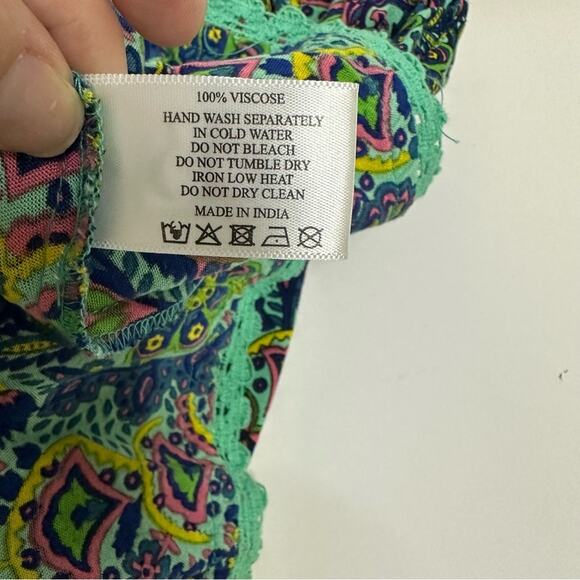 100% VISCOSE
HAND WASH SEPARATELY
IN COLD WATER
DO NOT BLEACH
DO NOT TUMBLE DRY
IRON LOW HEAT
DO NOT DRY CLEAN
MADE IN INDIA